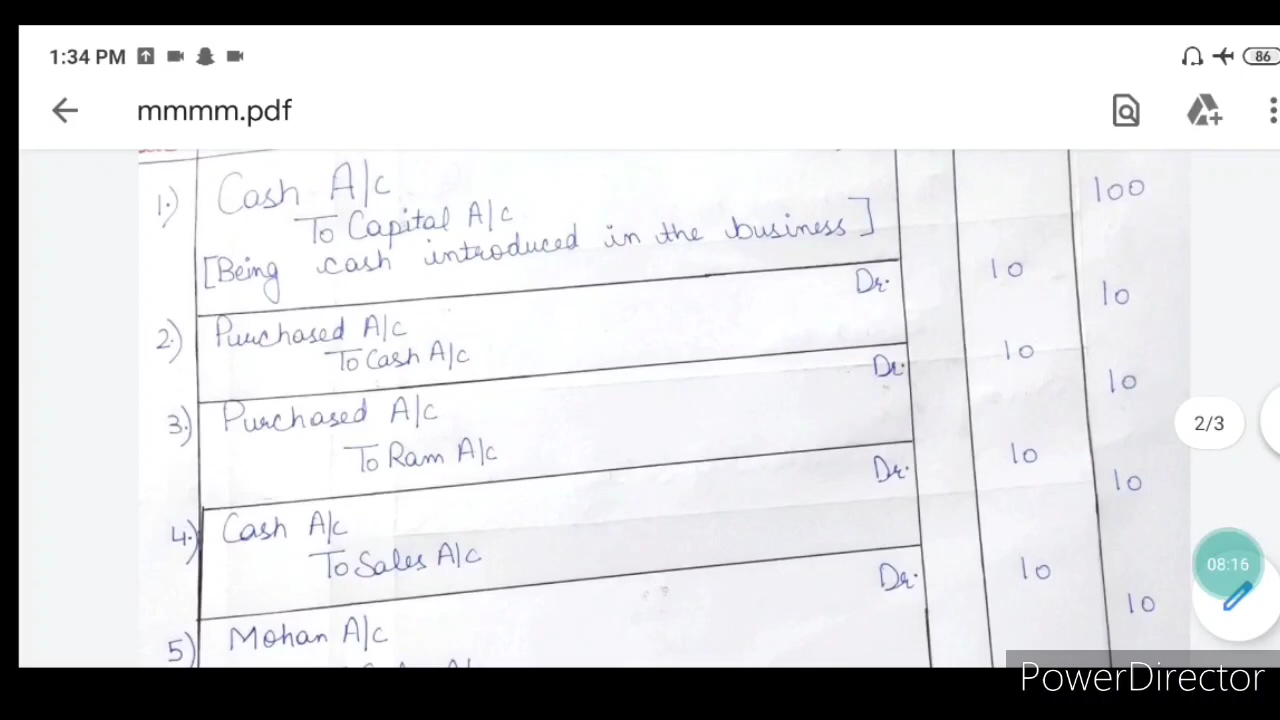 1:34 PM 86
mmmm.pdf
1.) Cash A/c
To Capital A/c 100
[Being cash introduced in the business]
Dr. 10
2.) Purchased A/c 10
To Cash A/c
Dr. 10
3.) Purchased A/c 10
To Ram A/c
2/3
Dr. 10
4.) Cash A/c 10
To Sales A/c
Dr. 10
5) Mohan A/c 10
08:16
PowerDirector